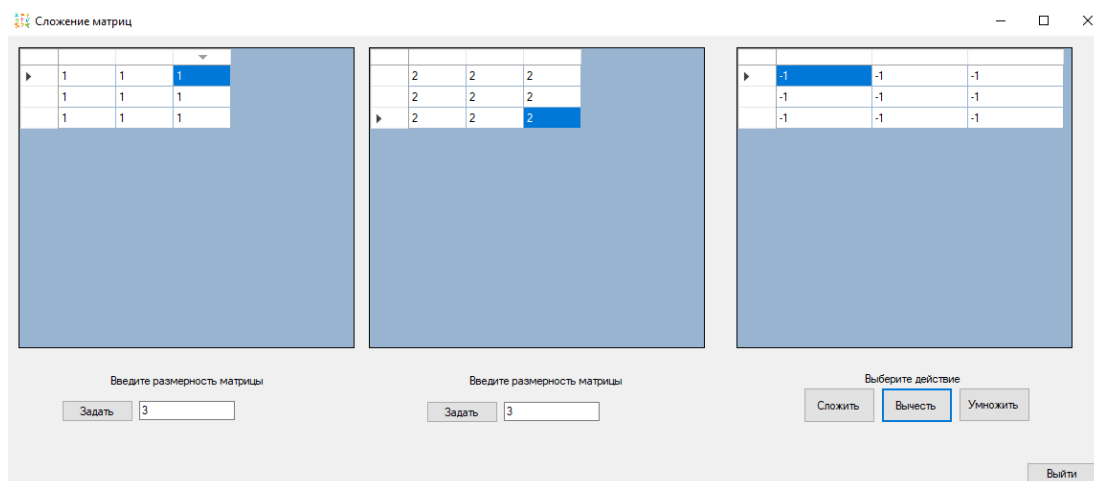 Сложение матриц
1 1 1
1 1 1
1 1 1
2 2 2
2 2 2
2 2 2
-1 -1 -1
-1 -1 -1
-1 -1 -1
Введите размерность матрицы
Задать 3
Введите размерность матрицы
Задать 3
Выберите действие
Сложить Вычесть Умножить
Выйти